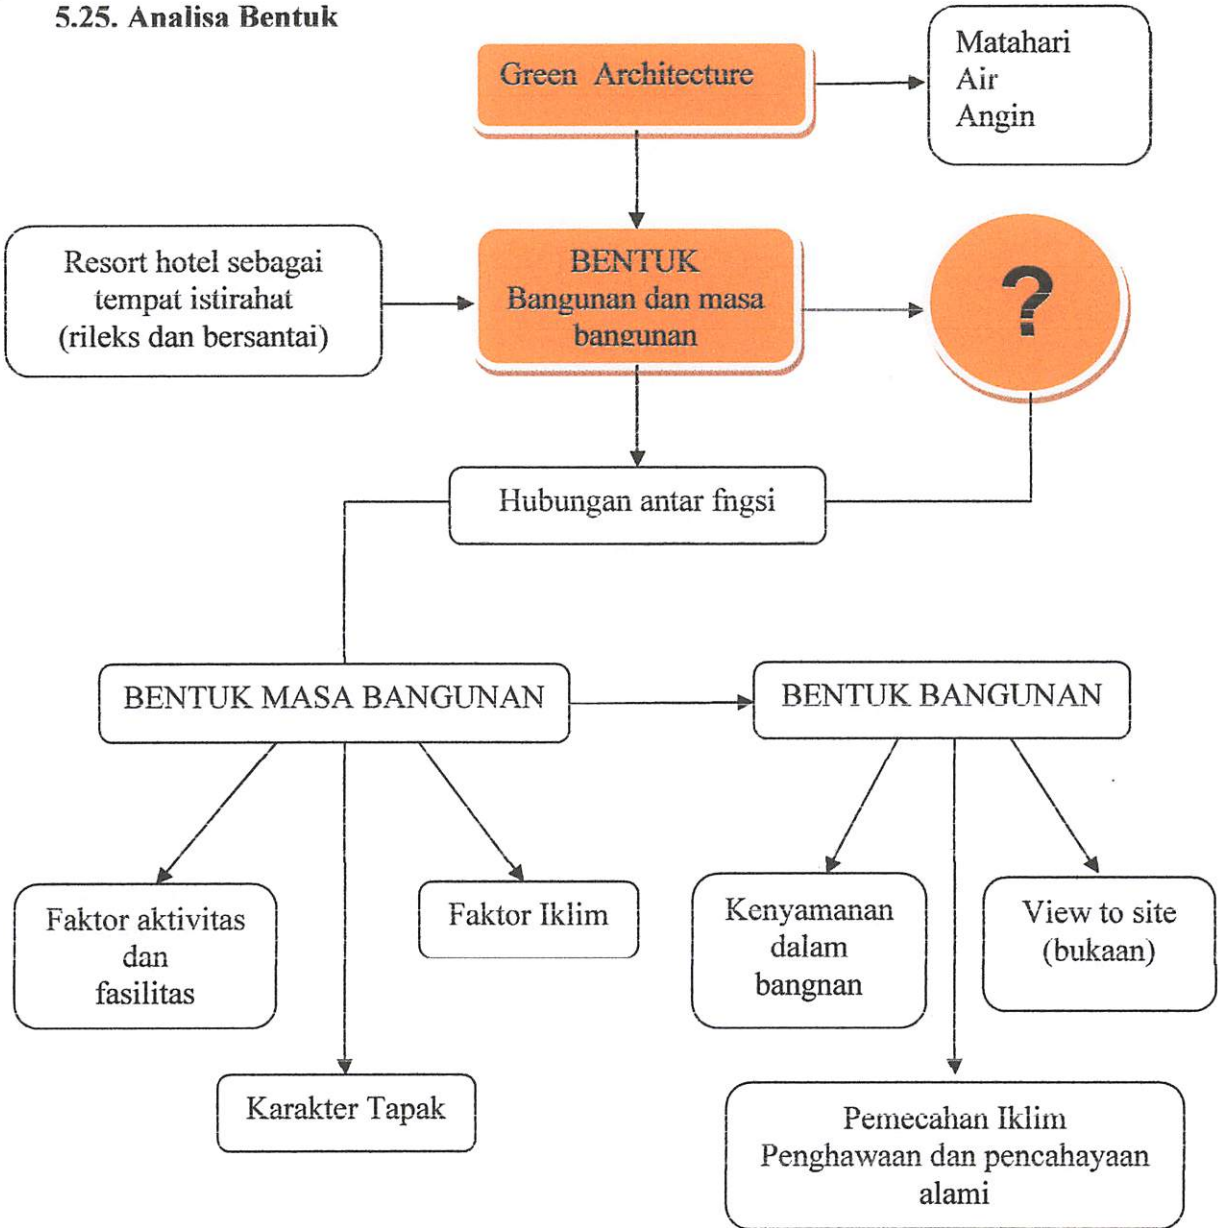 5.25. Analisa Bentuk
Green Architecture
Matahari
Air
Angin
Resort hotel sebagai
tempat istirahat
(rileks dan bersantai)
BENTUK
Bangunan dan masa
bangunan
?
Hubungan antar fngsi
BENTUK MASA BANGUNAN
BENTUK BANGUNAN
Faktor aktivitas
dan
fasilitas
Faktor Iklim
Kenyamanan
dalam
bangnan
View to site
(bukaan)
Karakter Tapak
Pemecahan Iklim
Penghawaan dan pencahayaan
alami